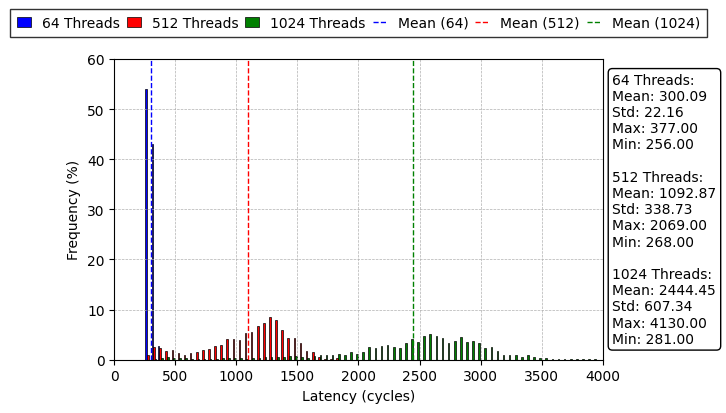 64 Threads 512 Threads 1024 Threads Mean (64) Mean (512) Mean (1024)
Frequency (%)
60
50
40
30
20
10
0
0 500 1000 1500 2000 2500 3000 3500 4000
Latency (cycles)
64 Threads:
Mean: 300.09
Std: 22.16
Max: 377.00
Min: 256.00
512 Threads:
Mean: 1092.87
Std: 338.73
Max: 2069.00
Min: 268.00
1024 Threads:
Mean: 2444.45
Std: 607.34
Max: 4130.00
Min: 281.00